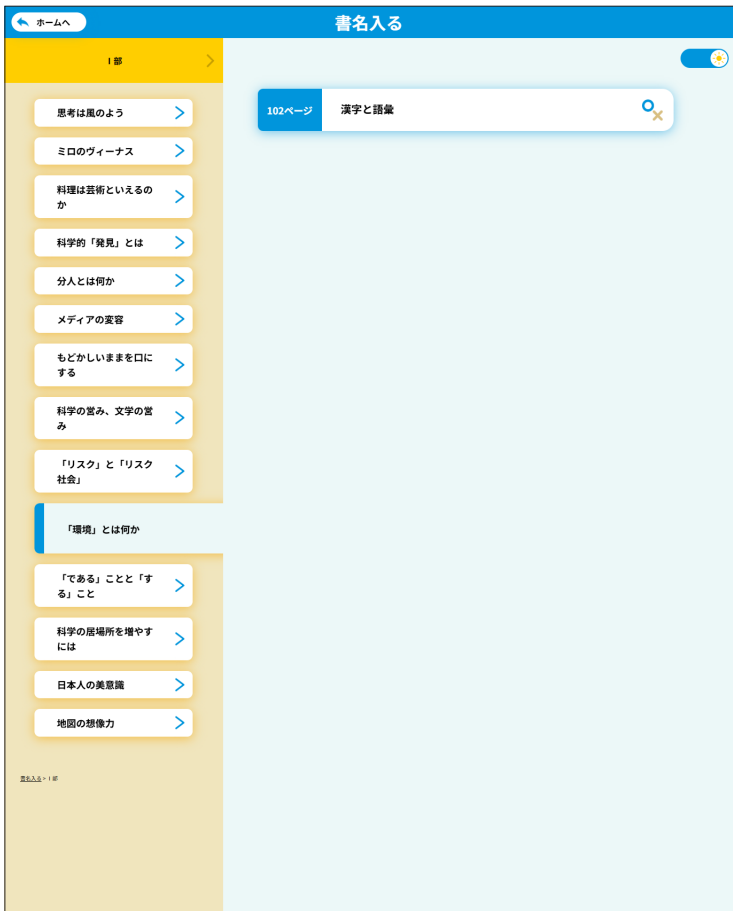 ホームへ
書名入る
I 部
思考は風のよう
ミロのヴィーナス
料理は芸術といえるの
か
科学的「発見」とは
分人とは何か
メディアの変容
もどかしいままを口に
する
科学の営み、文学の営
み
「リスク」と「リスク
社会」
「環境」とは何か
「である」ことと「す
る」こと
科学の居場所を増やす
には
日本人の美意識
地図の想像力
書名入る > I 部
102ページ
漢字と語彙